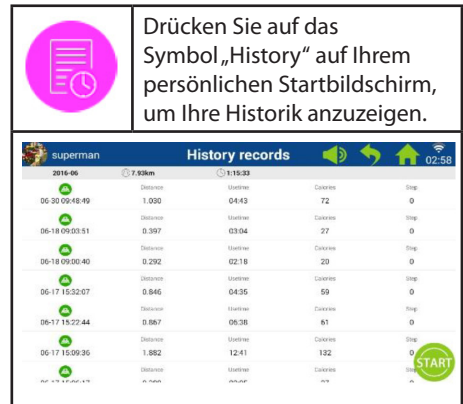 Drücken Sie auf das
Symbol „History“ auf Ihrem
persönlichen Startbildschirm,
um Ihre Historik anzuzeigen.
superman History records 02:58
2016-06 7.93km 1:15:33
Distance Usetime Calories Step
06-30 09:48:49 1.030 04:43 72 0
Distance Usetime Calories Step
06-18 09:03:51 0.397 03:04 27 0
Distance Usetime Calories Step
06-18 09:00:40 0.292 02:18 20 0
Distance Usetime Calories Step
06-17 15:32:07 0.846 04:35 59 0
Distance Usetime Calories Step
06-17 15:22:44 0.867 06:38 61 0
Distance Usetime Calories Step
06-17 15:09:36 1.882 12:41 132 0
START
Distance Usetime Calories